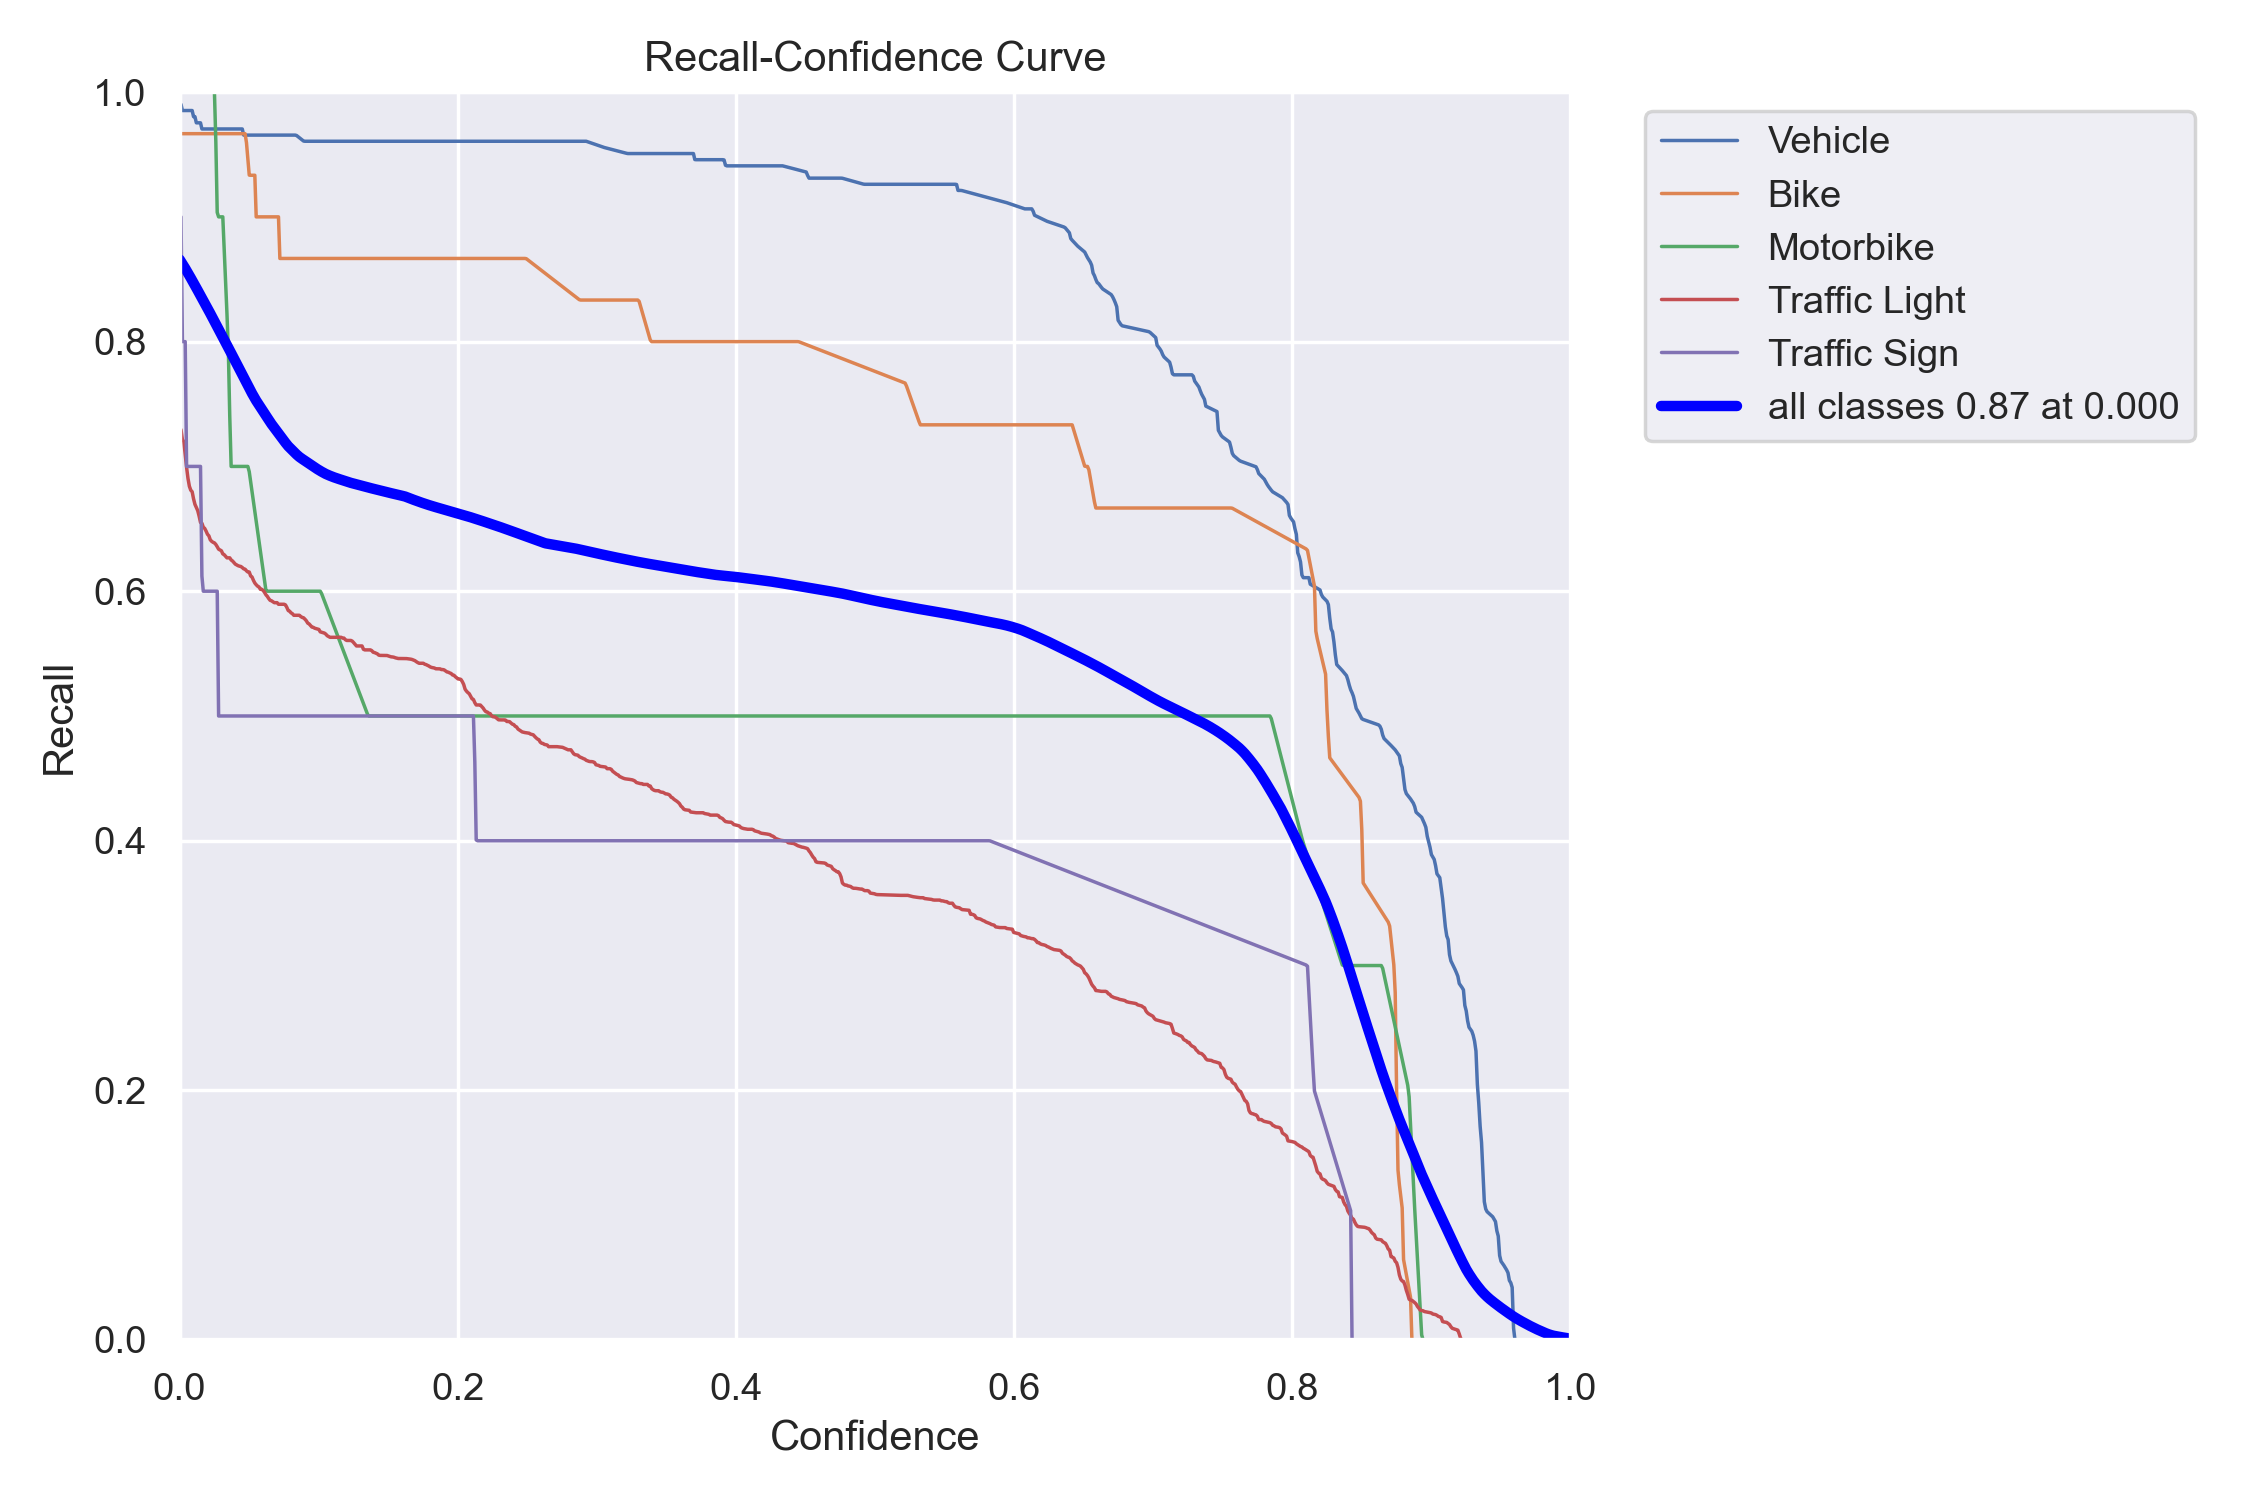 Recall-Confidence Curve
1.0
0.8
0.6
0.4
0.2
0.0
Recall
0.0 0.2 0.4 0.6 0.8 1.0
Confidence
Vehicle
Bike
Motorbike
Traffic Light
Traffic Sign
all classes 0.87 at 0.000